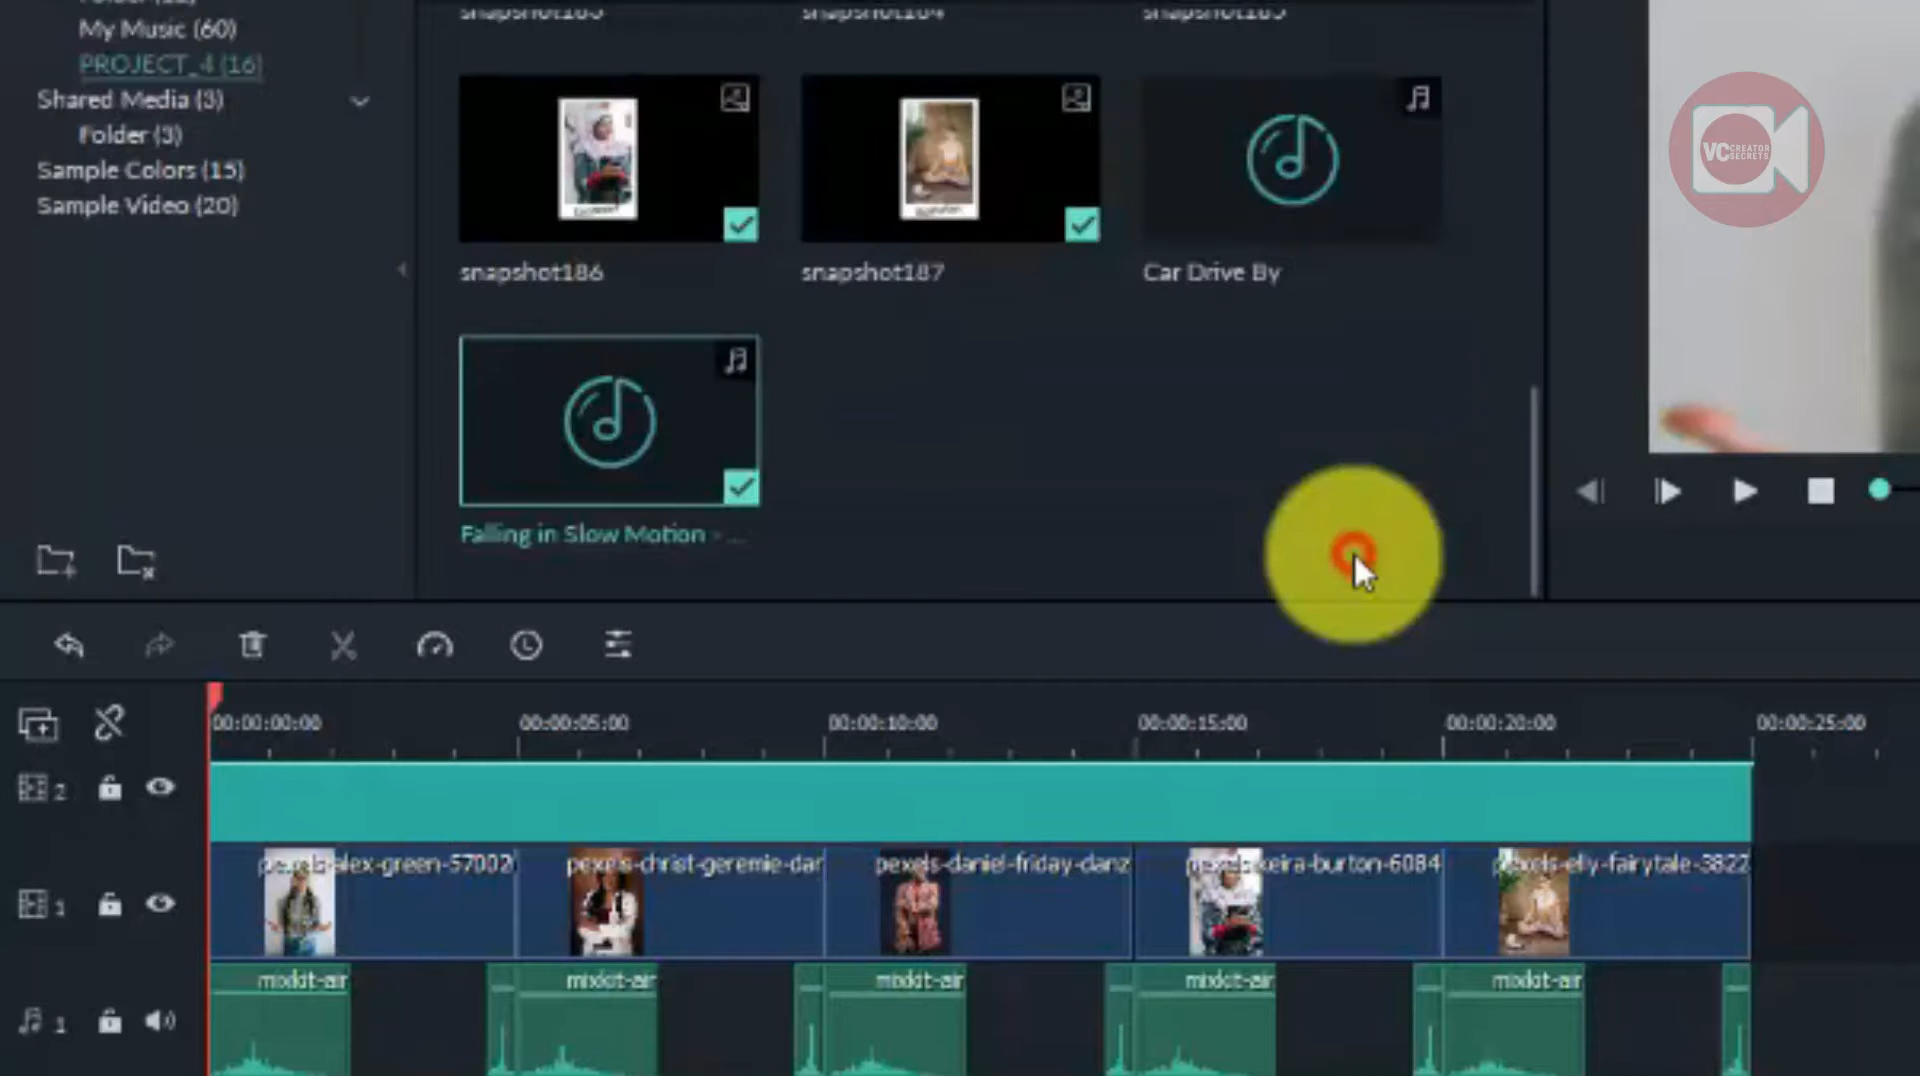 My Music (60)
PROJECT_4 (16)
Shared Media (3)
Folder (3)
Sample Colors (15)
Sample Video (20)
snapshot186
snapshot187
Car Drive By
Falling in Slow Motion - ...
VC CREATOR
SECRETS
00:00:00:00
00:00:05:00
00:00:10:00
00:00:15:00
00:00:20:00
00:00:25:00
2
pexels-alex-green-57002
pexels-christ-geremie-dar
pexels-daniel-friday-danz
pexels-keira-burton-6084
pexels-elly-fairytale-3822
1
mixkit-air
mixkit-air
mixkit-air
mixkit-air
mixkit-air
1